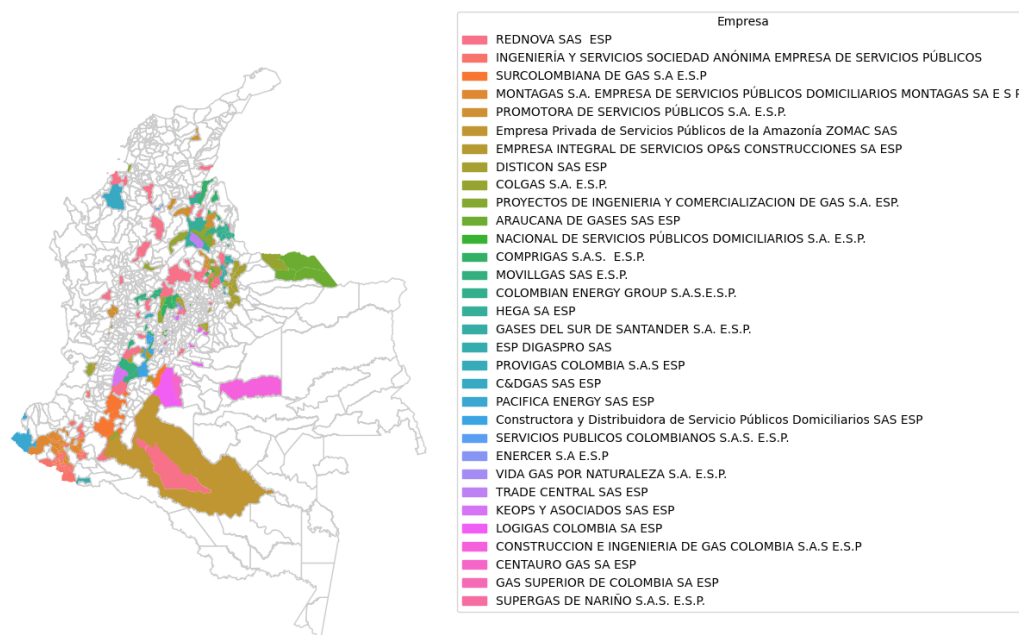 Empresa
REDNOVA SAS  ESP
INGENIERÍA Y SERVICIOS SOCIEDAD ANÓNIMA EMPRESA DE SERVICIOS PÚBLICOS
SURCOLOMBIANA DE GAS S.A E.S.P
MONTAGAS S.A. EMPRESA DE SERVICIOS PÚBLICOS DOMICILIARIOS MONTAGAS SA E S P
PROMOTORA DE SERVICIOS PÚBLICOS S.A. E.S.P.
Empresa Privada de Servicios Públicos de la Amazonía ZOMAC SAS
EMPRESA INTEGRAL DE SERVICIOS OP&S CONSTRUCCIONES SA ESP
DISTICON SAS ESP
COLGAS S.A. E.S.P.
PROYECTOS DE INGENIERIA Y COMERCIALIZACION DE GAS S.A. ESP.
ARAUCANA DE GASES SAS ESP
NACIONAL DE SERVICIOS PÚBLICOS DOMICILIARIOS S.A. E.S.P.
COMPRIGAS S.A.S.  E.S.P.
MOVILLGAS SAS E.S.P.
COLOMBIAN ENERGY GROUP S.A.S.E.S.P.
HEGA SA ESP
GASES DEL SUR DE SANTANDER S.A. E.S.P.
ESP DIGASPRO SAS
PROVIGAS COLOMBIA S.A.S ESP
C&DGAS SAS ESP
PACIFICA ENERGY SAS ESP
Constructora y Distribuidora de Servicio Públicos Domiciliarios SAS ESP
SERVICIOS PUBLICOS COLOMBIANOS S.A.S. E.S.P.
ENERCER S.A E.S.P
VIDA GAS POR NATURALEZA S.A. E.S.P.
TRADE CENTRAL SAS ESP
KEOPS Y ASOCIADOS SAS ESP
LOGIGAS COLOMBIA SA ESP
CONSTRUCCION E INGENIERIA DE GAS COLOMBIA S.A.S E.S.P
CENTAURO GAS SA ESP
GAS SUPERIOR DE COLOMBIA SA ESP
SUPERGAS DE NARIÑO S.A.S. E.S.P.